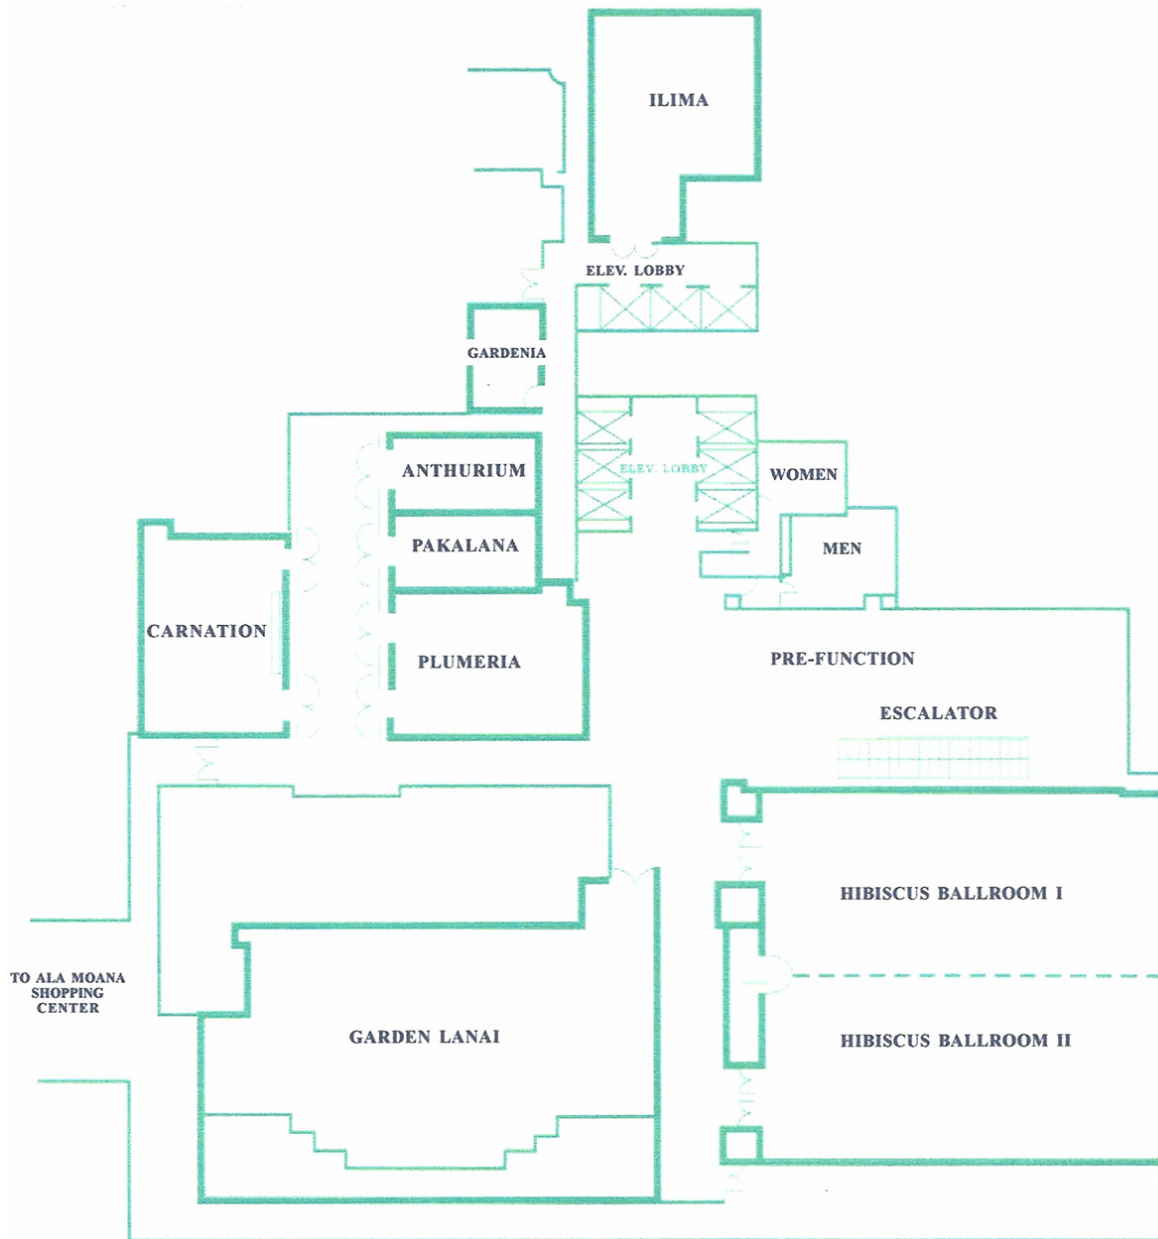 ILIMA
ELEV. LOBBY
GARDENIA
ANTHURIUM
ELEV. LOBBY
WOMEN
PAKALANA
MEN
CARNATION
PLUMERIA
PRE-FUNCTION
ESCALATOR
HIBISCUS BALLROOM I
TO ALA MOANA
SHOPPING
CENTER
GARDEN LANAI
HIBISCUS BALLROOM II